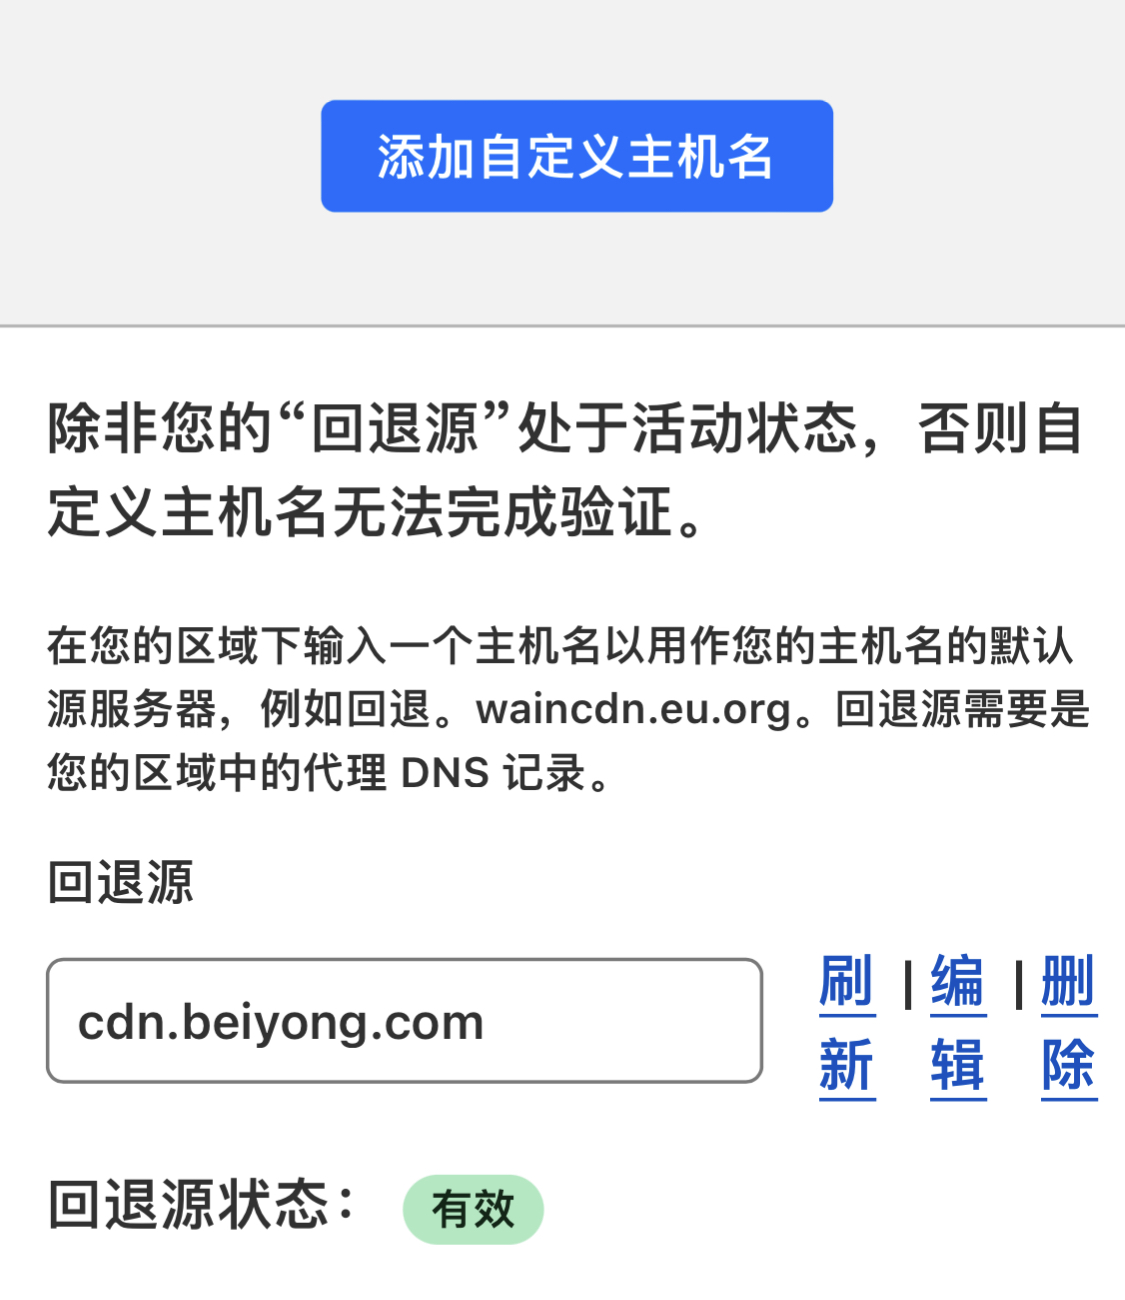 添加自定义主机名
除非您的“回退源”处于活动状态，否则自
定义主机名无法完成验证。
在您的区域下输入一个主机名以用作您的主机名的默认
源服务器，例如回退。waincdn.eu.org。回退源需要是
您的区域中的代理 DNS 记录。
回退源
cdn.beiyong.com
刷新 | 编辑 | 删除
回退源状态： 有效